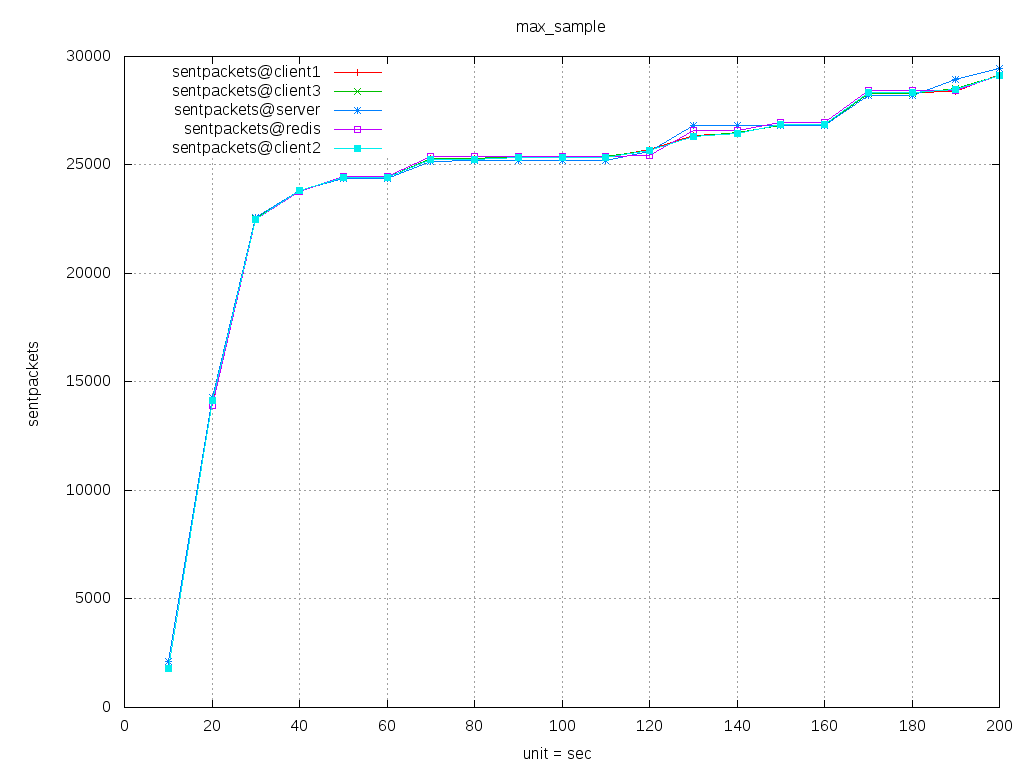 max_sample
30000
25000
20000
15000
10000
5000
0
sentpackets
sentpackets@client1
sentpackets@client3
sentpackets@server
sentpackets@redis
sentpackets@client2
0 20 40 60 80 100 120 140 160 180 200
unit = sec